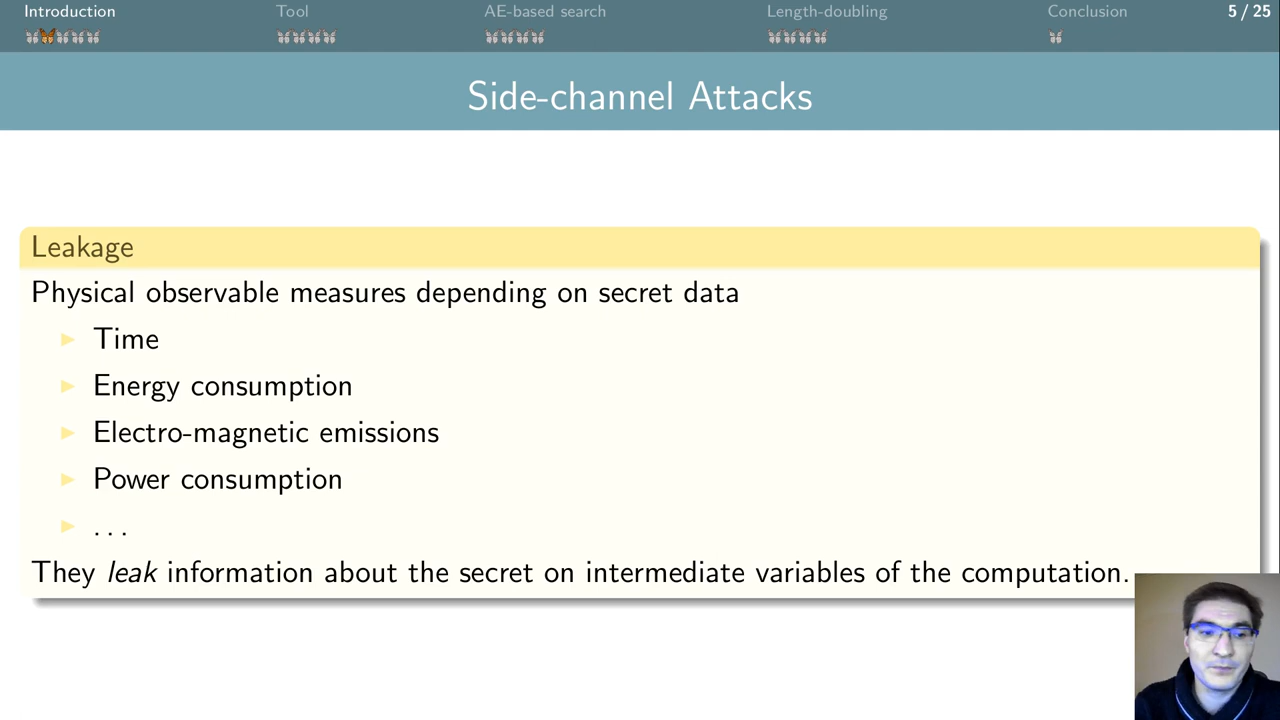 Introduction Tool AE-based search Length-doubling Conclusion 5 / 25
Side-channel Attacks
Leakage
Physical observable measures depending on secret data
Time
Energy consumption
Electro-magnetic emissions
Power consumption
...
They leak information about the secret on intermediate variables of the computation.